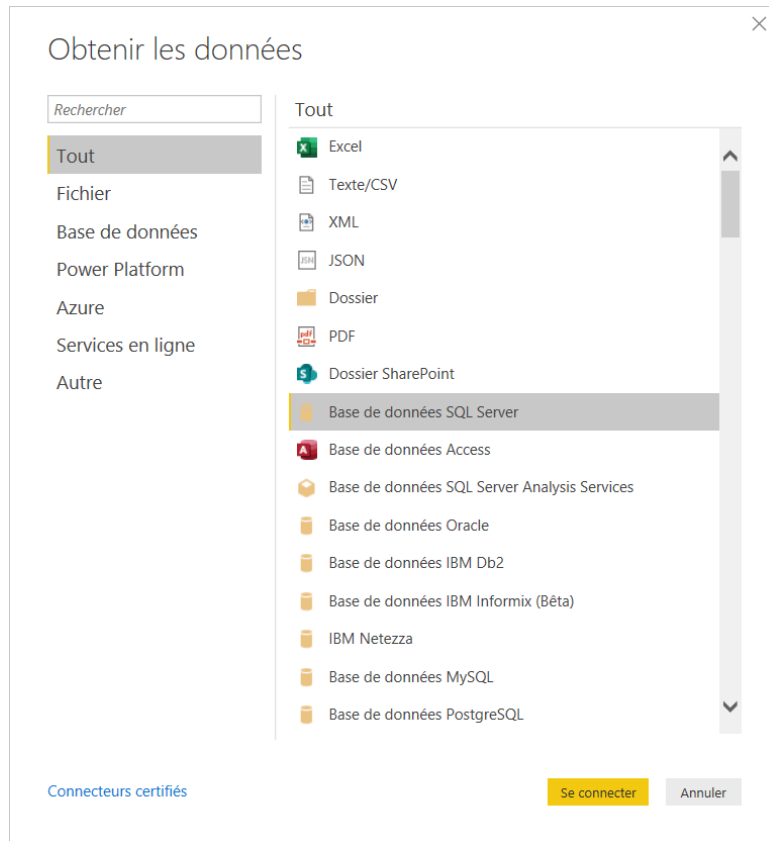 Obtenir les données
Rechercher
Tout
Fichier
Base de données
Power Platform
Azure
Services en ligne
Autre
Tout
Excel
Texte/CSV
XML
JSN JSON
Dossier
pdf PDF
S Dossier SharePoint
Base de données SQL Server
A Base de données Access
Base de données SQL Server Analysis Services
Base de données Oracle
Base de données IBM Db2
Base de données IBM Informix (Bêta)
IBM Netezza
Base de données MySQL
Base de données PostgreSQL
Connecteurs certifiés
Se connecter
Annuler